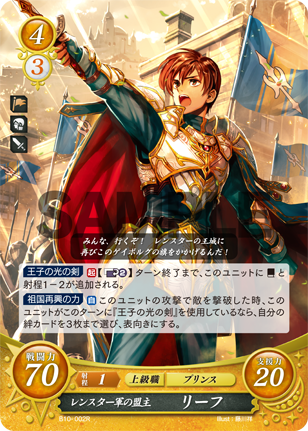 4
3
SAMPLE
みんな、行くぞ! レンスターの王城に
再びこのゲイボルグの旗をかかげるんだ!
王子の光の剣 起 【 2】ターン終了まで、このユニットに と
射程1-2が追加される。
祖国再興の力 自 このユニットの攻撃で敵を撃破した時、このユ
ニットがこのターンに『王子の光の剣』を使用しているなら、自分の
絆カードを3枚まで選び、表向きにする。
戦闘力
70
射程 1 上級職 プリンス
支援力
20
レンスター軍の盟主 リーフ
B10-002R